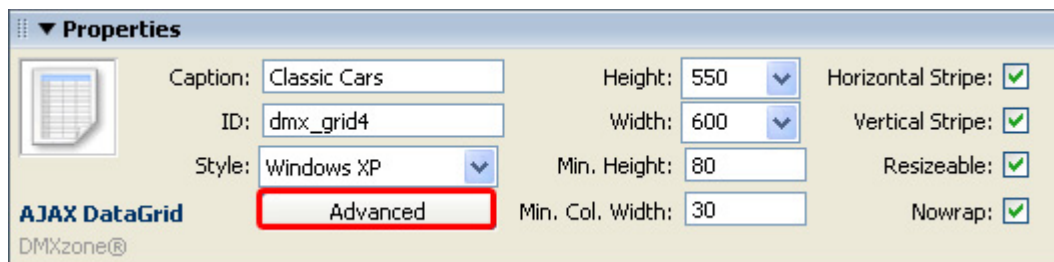 Properties
Caption: Classic Cars Height: 550 Horizontal Stripe:
ID: dmx_grid4 Width: 600 Vertical Stripe:
Style: Windows XP Min. Height: 80 Resizeable:
AJAX DataGrid Advanced Min. Col. Width: 30 Nowrap:
DMXzone®